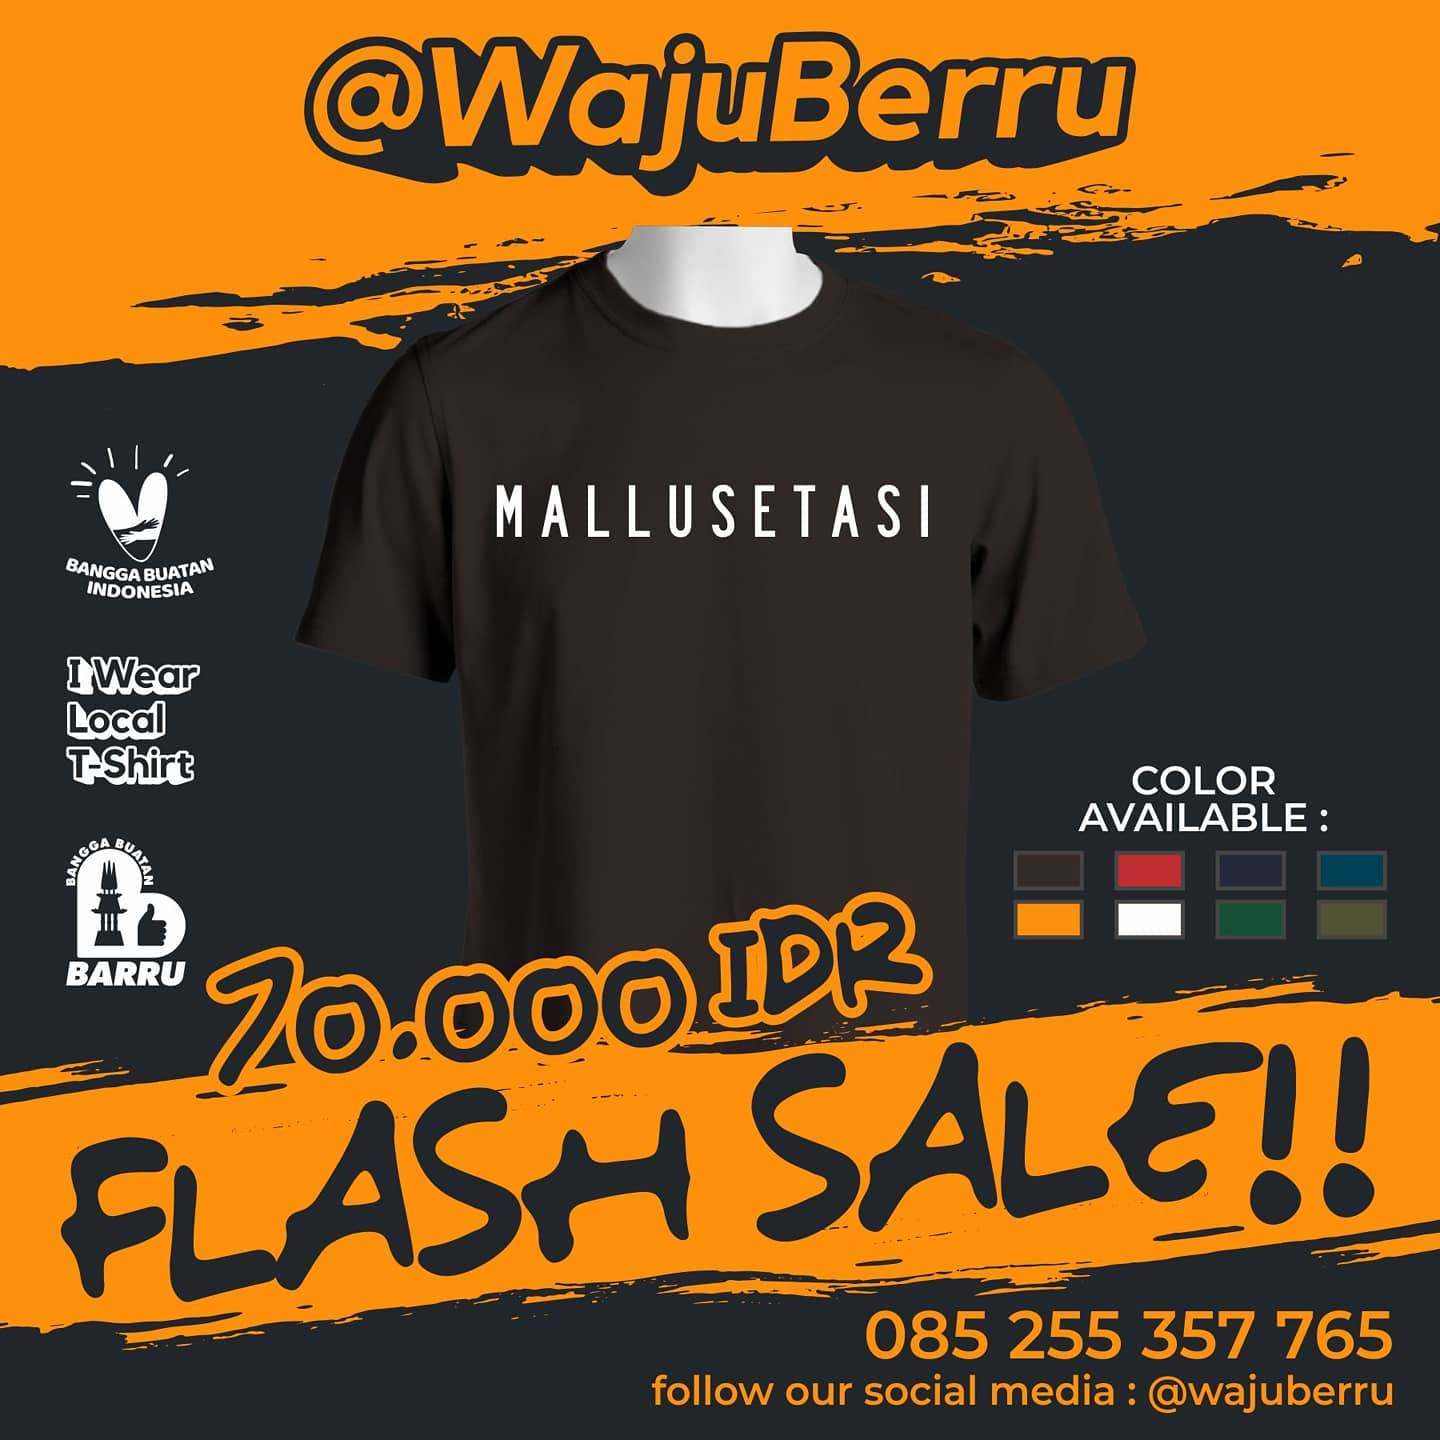 @WajuBerru
MALLUSETASI
BANGGA BUATAN
INDONESIA
I Wear
Local
T-Shirt
BANGGA BUATAN
BARRU
COLOR
AVAILABLE :
70.000 IDR
FLASH SALE!!
085 255 357 765
follow our social media : @wajuberru